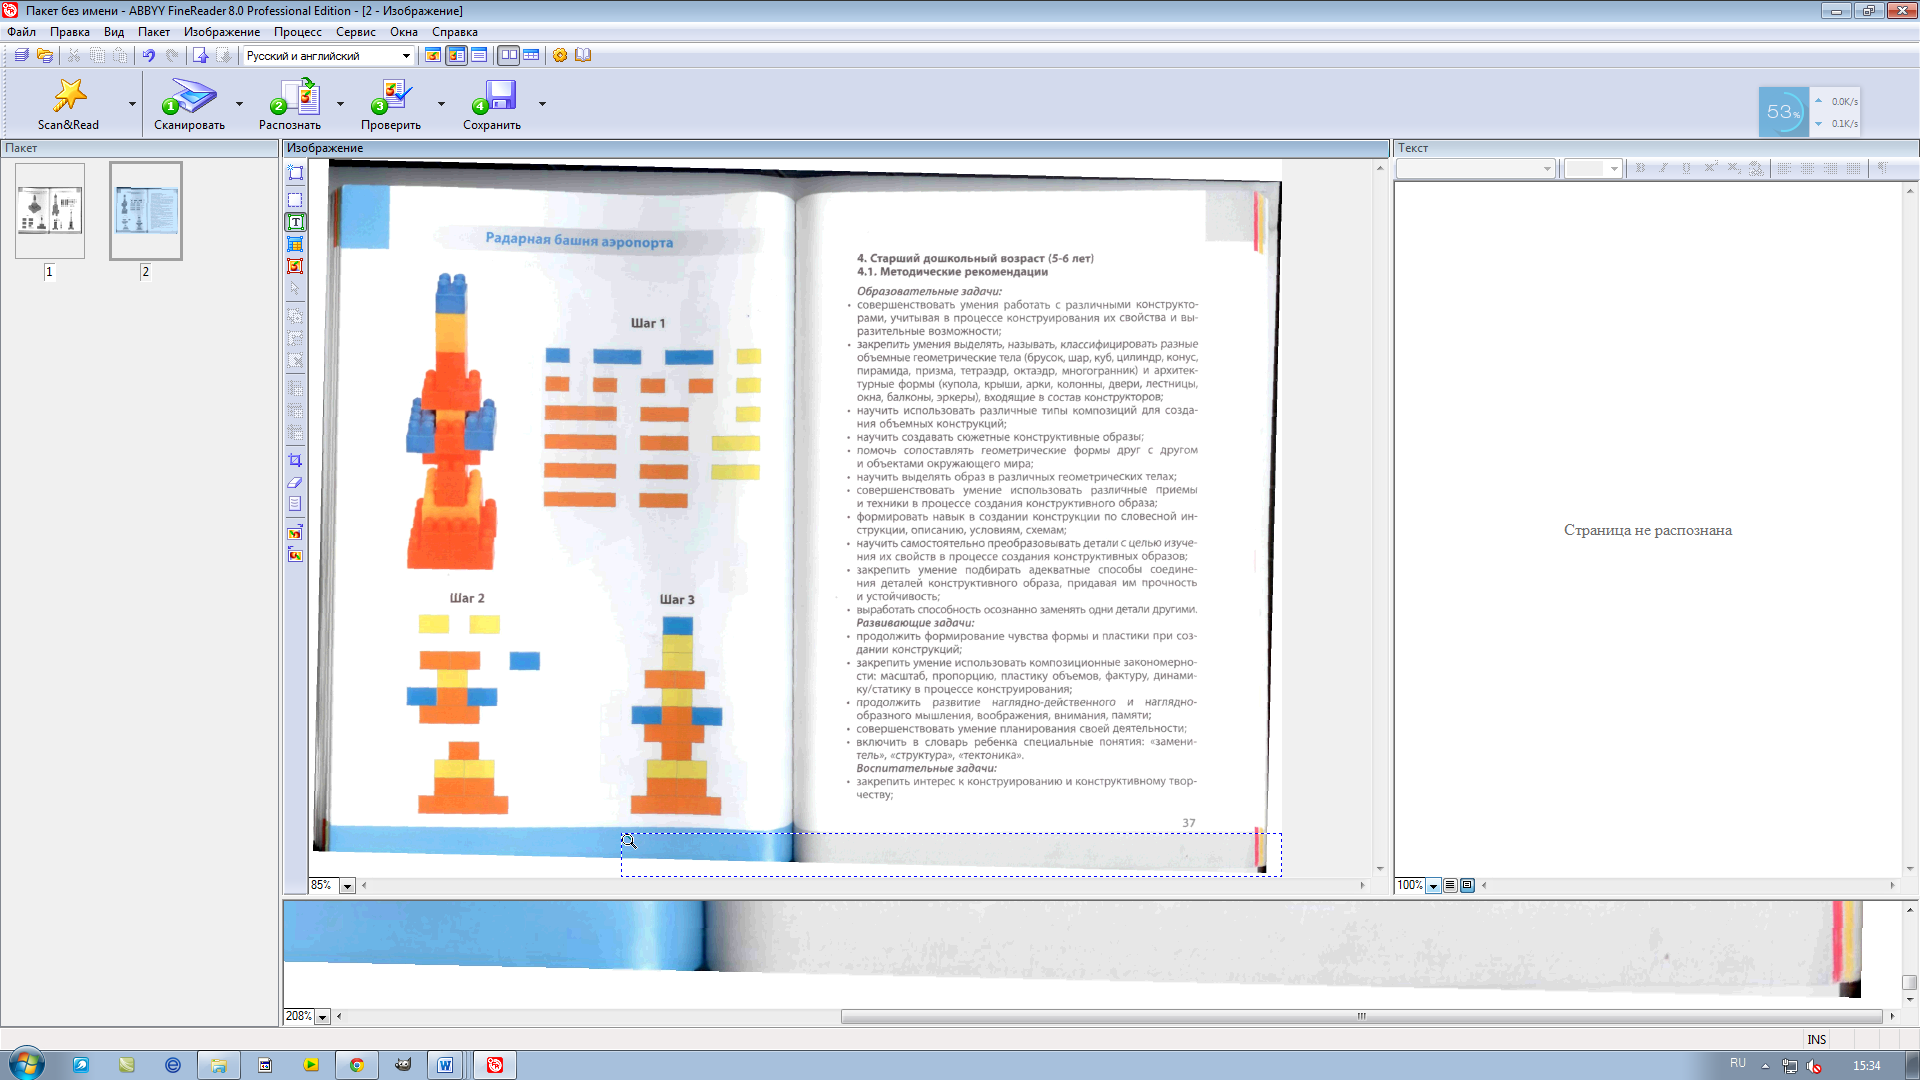 Пакет без имени - ABBYY FineReader 8.0 Professional Edition - [2 - Изображение]
Файл Правка Вид Пакет Изображение Процесс Сервис Окна Справка
Русский и английский
Scan&Read
1 Сканировать
2 Распознать
3 Проверить
4 Сохранить
53%
0.0K/s
0.1K/s
Пакет
1
2
Изображение
Радарная башня аэропорта
Шаг 1
Шаг 2
Шаг 3
4. Старший дошкольный возраст (5-6 лет)
4.1. Методические рекомендации
Образовательные задачи:
• совершенствовать умения работать с различными конструкто-
рами, учитывая в процессе конструирования их свойства и вы-
разительные возможности;
• закрепить умения выделять, называть, классифицировать разные
объемные геометрические тела (брусок, шар, куб, цилиндр, конус,
пирамида, призма, тетраэдр, октаэдр, многогранник) и архитек-
турные формы (купола, крыши, арки, колонны, двери, лестницы,
окна, балконы, эркеры), входящие в состав конструкторов;
• научить использовать различные типы композиций для созда-
ния объемных конструкций;
• научить создавать сюжетные конструктивные образы;
• помочь сопоставлять геометрические формы друг с другом
и объектами окружающего мира;
• научить выделять образ в различных геометрических телах;
• совершенствовать умение использовать различные приемы
и техники в процессе создания конструктивного образа;
• формировать навык в создании конструкции по словесной ин-
струкции, описанию, условиям, схемам;
• научить самостоятельно преобразовывать детали с целью изуче-
ния их свойств в процессе создания конструктивных образов;
• закрепить умение подбирать адекватные способы соедине-
ния деталей конструктивного образа, придавая им прочность
и устойчивость;
• выработать способность осознанно заменять одни детали другими.
Развивающие задачи:
• продолжить формирование чувства формы и пластики при соз-
дании конструкций;
• закрепить умение использовать композиционные закономерно-
сти: масштаб, пропорцию, пластику объемов, фактуру, динами-
ку/статику в процессе конструирования;
• продолжить развитие наглядно-действенного и наглядно-
образного мышления, воображения, внимания, памяти;
• совершенствовать умение планирования своей деятельности;
• включить в словарь ребенка специальные понятия: «замени-
тель», «структура», «тектоника».
Воспитательные задачи:
• закрепить интерес к конструированию и конструктивному твор-
честву;
37
85%
Текст
Страница не распознана
100%
208%
INS
RU
15:34